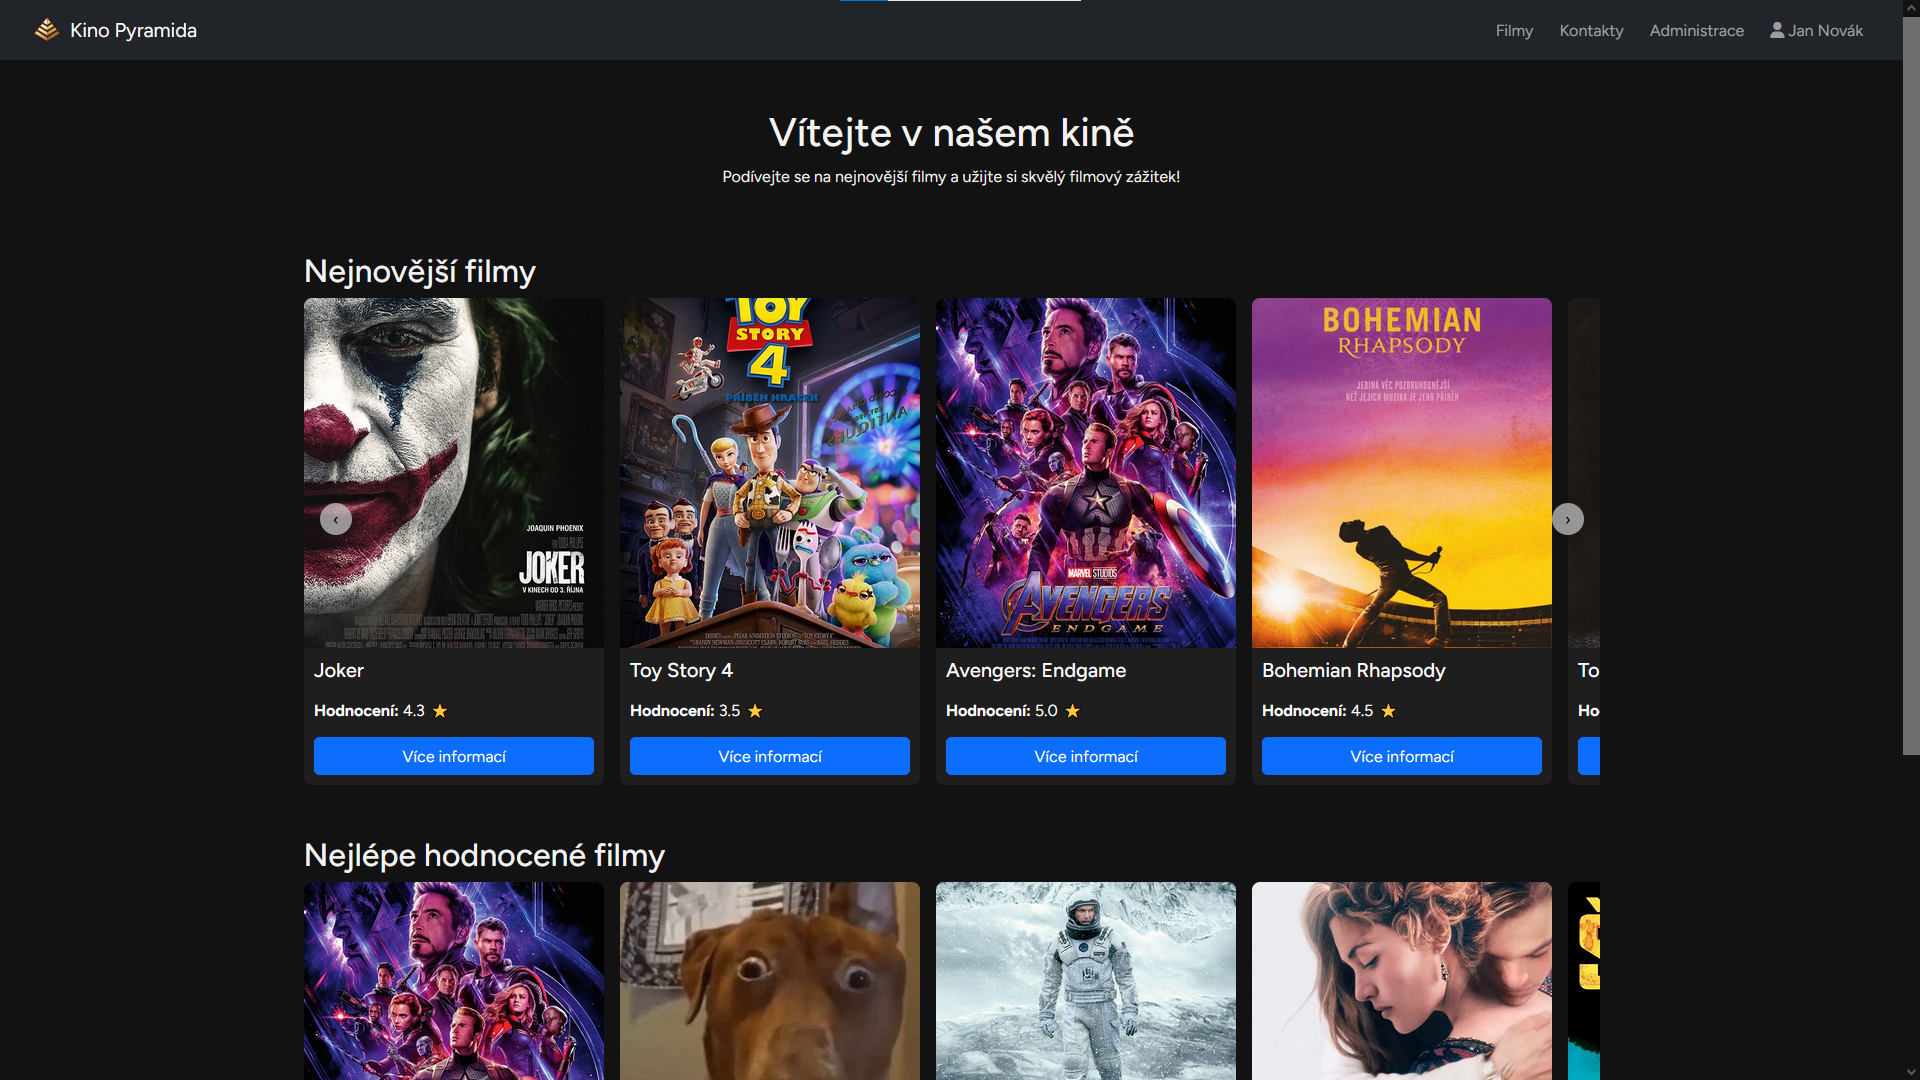 Kino Pyramida
Filmy
Kontakty
Administrace
Jan Novák
Vítejte v našem kině
Podívejte se na nejnovější filmy a užijte si skvělý filmový zážitek!
Nejnovější filmy
JOAQUIN PHOENIX
JOKER
V KINECH OD 3. ŘÍJNA
TOY
STORY
4
PŘÍBĚH HRAČEK
MARVEL STUDIOS
AVENGERS
ENDGAME
BOHEMIAN
RHAPSODY
JEDINÁ VĚC POZORUHODNĚJŠÍ
NEŽ JEJICH MUZIKA JE JEHO PŘÍBĚH
‹
›
Joker
Toy Story 4
Avengers: Endgame
Bohemian Rhapsody
To
Hodnocení: 4.3 ★
Hodnocení: 3.5 ★
Hodnocení: 5.0 ★
Hodnocení: 4.5 ★
Ho
Více informací
Více informací
Více informací
Více informací
Nejlépe hodnocené filmy